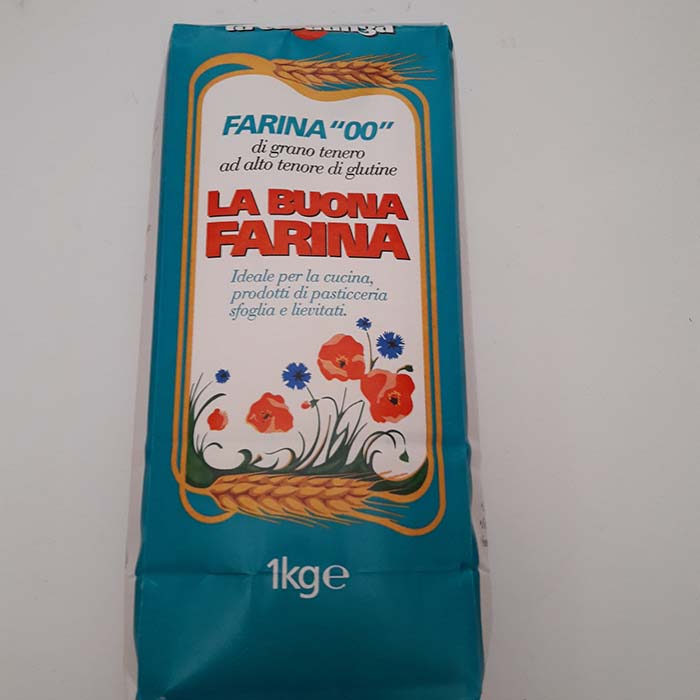 FARINA "00"
di grano tenero
ad alto tenore di glutine
LA BUONA
FARINA
Ideale per la cucina,
prodotti di pasticceria
sfoglia e lievitati.
1kg℮